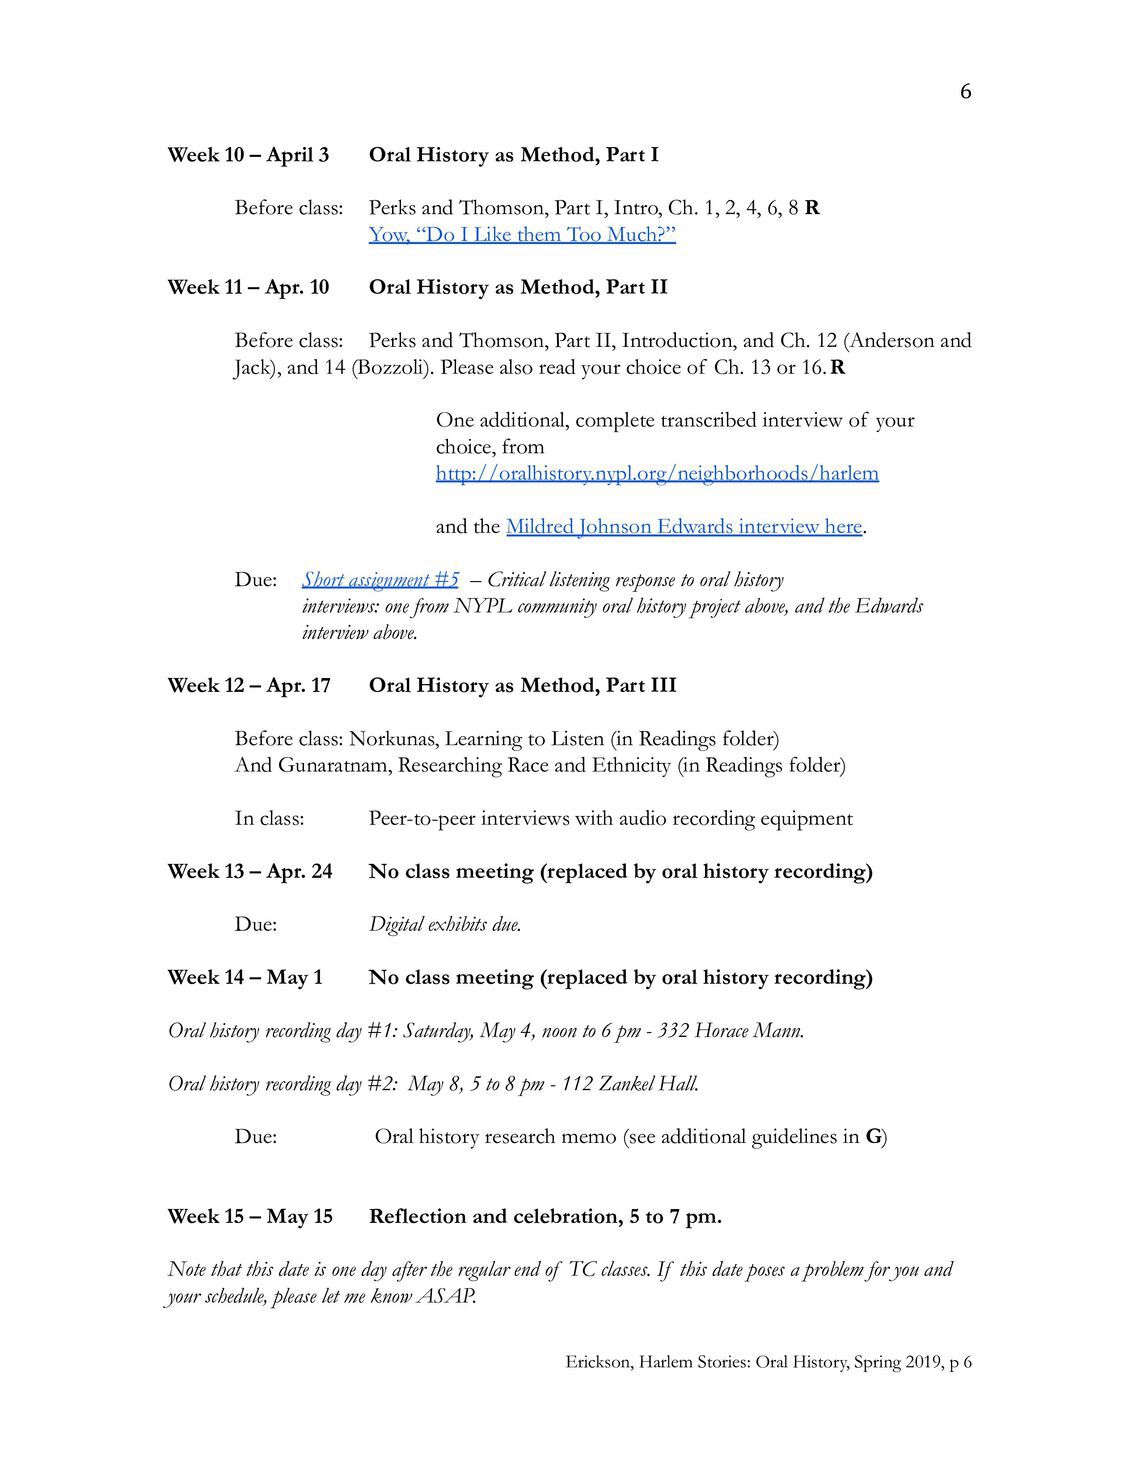 6
Week 10 – April 3 Oral History as Method, Part I
Before class: Perks and Thomson, Part I, Intro, Ch. 1, 2, 4, 6, 8 R
Yow, “Do I Like them Too Much?”
Week 11 – Apr. 10 Oral History as Method, Part II
Before class: Perks and Thomson, Part II, Introduction, and Ch. 12 (Anderson and
Jack), and 14 (Bozzoli). Please also read your choice of Ch. 13 or 16. R
One additional, complete transcribed interview of your
choice, from
http://oralhistory.nypl.org/neighborhoods/harlem
and the Mildred Johnson Edwards interview here.
Due: Short assignment #5 – Critical listening response to oral history
interviews: one from NYPL community oral history project above, and the Edwards
interview above.
Week 12 – Apr. 17 Oral History as Method, Part III
Before class: Norkunas, Learning to Listen (in Readings folder)
And Gunaratnam, Researching Race and Ethnicity (in Readings folder)
In class: Peer-to-peer interviews with audio recording equipment
Week 13 – Apr. 24 No class meeting (replaced by oral history recording)
Due: Digital exhibits due.
Week 14 – May 1 No class meeting (replaced by oral history recording)
Oral history recording day #1: Saturday, May 4, noon to 6 pm - 332 Horace Mann.
Oral history recording day #2: May 8, 5 to 8 pm - 112 Zankel Hall.
Due: Oral history research memo (see additional guidelines in G)
Week 15 – May 15 Reflection and celebration, 5 to 7 pm.
Note that this date is one day after the regular end of TC classes. If this date poses a problem for you and
your schedule, please let me know ASAP.
Erickson, Harlem Stories: Oral History, Spring 2019, p 6